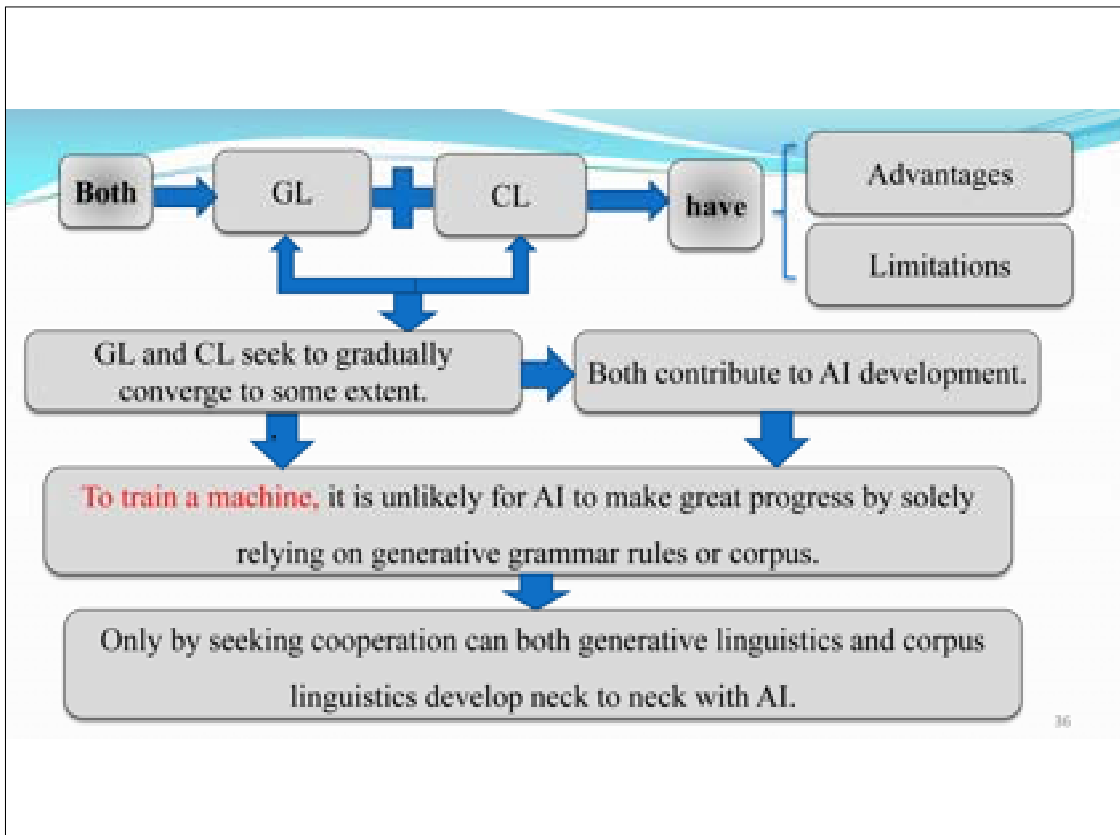 Both
GL
CL
have
Advantages
Limitations
GL and CL seek to gradually
converge to some extent.
Both contribute to AI development.
To train a machine, it is unlikely for AI to make great progress by solely
relying on generative grammar rules or corpus.
Only by seeking cooperation can both generative linguistics and corpus
linguistics develop neck to neck with AI.
36